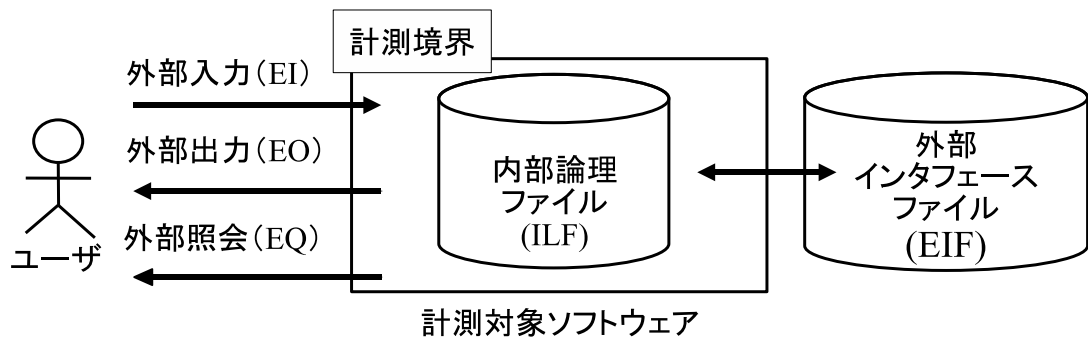 計測境界
外部入力(EI)
外部出力(EO)
外部照会(EQ)
ユーザ
内部論理
ファイル
(ILF)
外部
インタフェース
ファイル
(EIF)
計測対象ソフトウェア